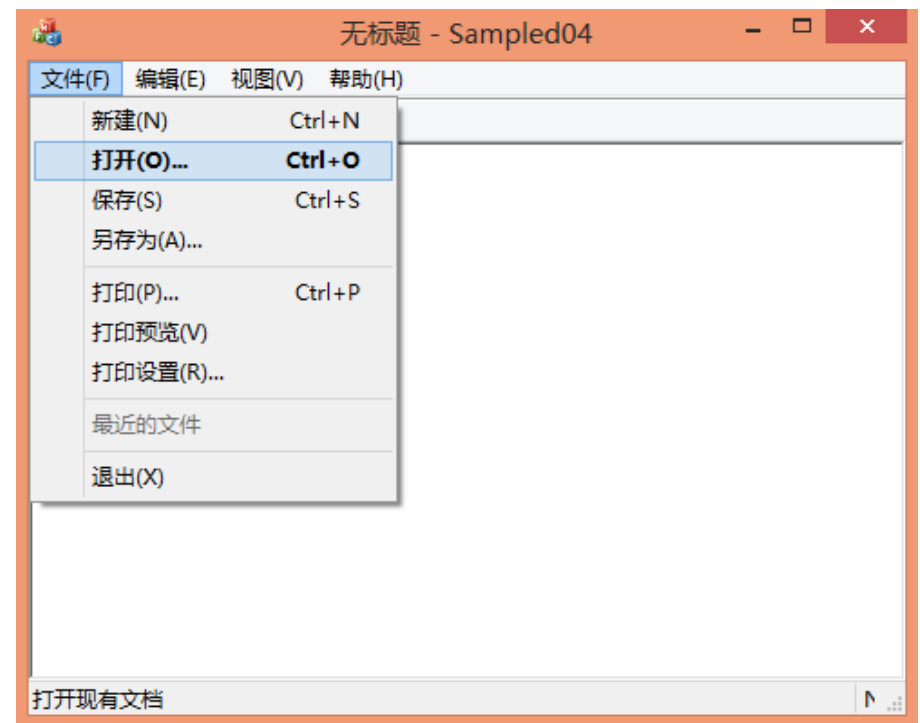 无标题 - Sampled04
文件(F) 编辑(E) 视图(V) 帮助(H)
新建(N) Ctrl+N
打开(O)... Ctrl+O
保存(S) Ctrl+S
另存为(A)...
打印(P)... Ctrl+P
打印预览(V)
打印设置(R)...
最近的文件
退出(X)
打开现有文档